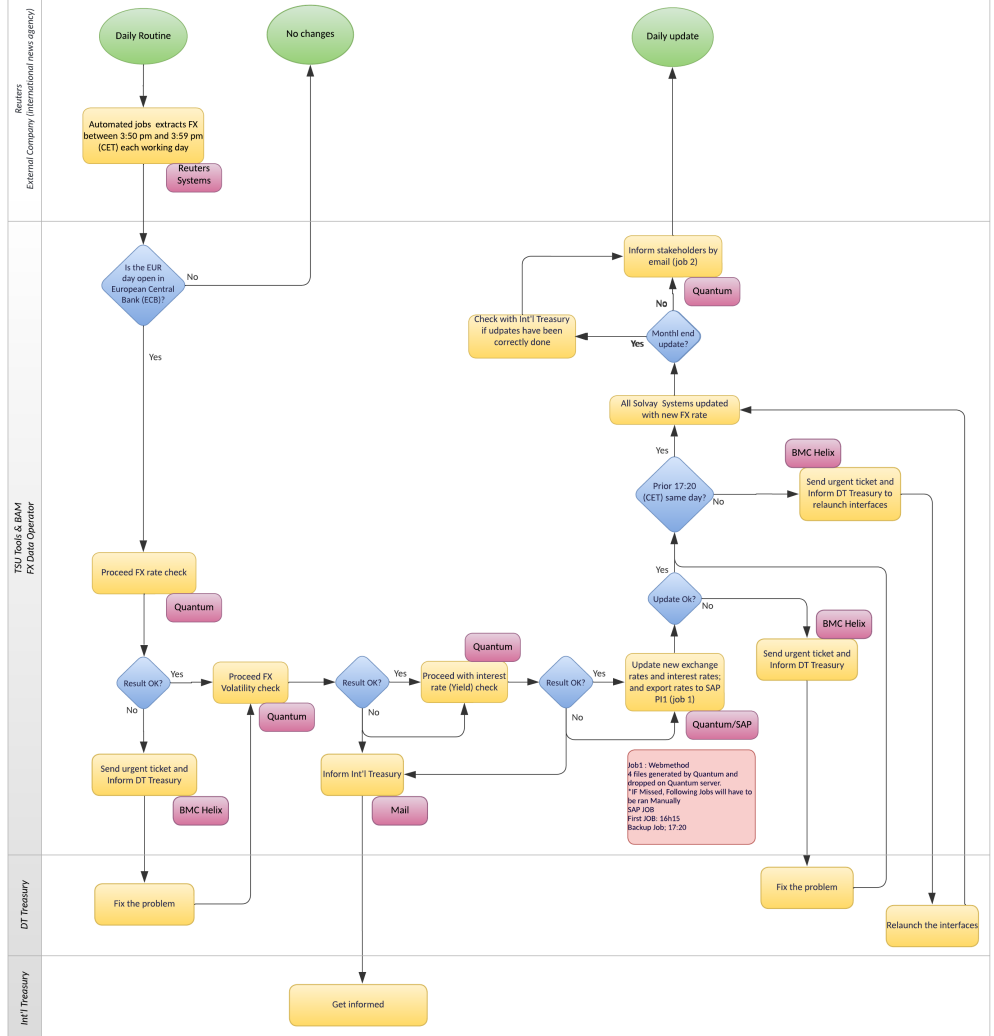 Reuters
External Company (international news agency)
Daily Routine
No changes
Daily update
Automated jobs extracts FX
between 3:50 pm and 3:59 pm
(CET) each working day
Reuters
Systems
TSU Tools & BAM
FX Data Operator
Is the EUR
day open in
European Central
Bank (ECB)?
No
Yes
Inform stakeholders by
email (job 2)
Quantum
No
Check with Int'l Treasury
if udpates have been
correctly done
Yes
Monthl end
update?
All Solvay Systems updated
with new FX rate
Yes
BMC Helix
Prior 17:20
(CET) same day?
No
Send urgent ticket and
Inform DT Treasury to
relaunch interfaces
Proceed FX rate check
Quantum
Yes
Update Ok?
No
BMC Helix
Send urgent ticket and
Inform DT Treasury
Result OK?
Yes
No
Proceed FX
Volatility check
Quantum
Result OK?
Yes
No
Quantum
Proceed with interest
rate (Yield) check
Result OK?
Yes
No
Update new exchange
rates and interest rates;
and export rates to SAP
PI1 (job 1)
Quantum/SAP
Send urgent ticket and
Inform DT Treasury
BMC Helix
Inform Int'l Treasury
Mail
Job1 : Webmethod
4 files generated by Quantum and
dropped on Quantum server.
*IF Missed, Following Jobs will have to
be ran Manually
SAP JOB
First JOB: 16h15
Backup Job; 17:20
DT Treasury
Fix the problem
Fix the problem
Relaunch the interfaces
Int'l Treasury
Get informed